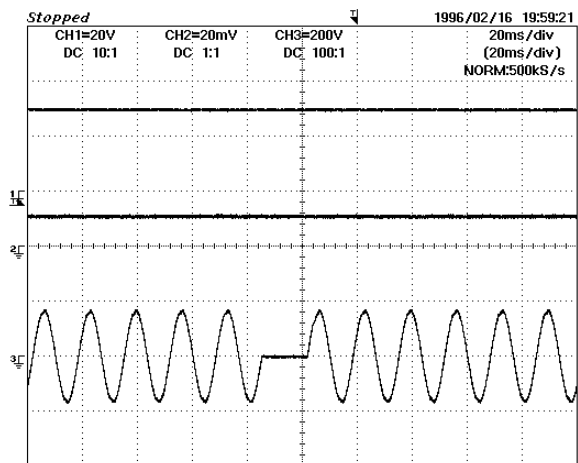 Stopped 1996/02/16 19:59:21
CH1=20V CH2=20mV CH3=200V 20ms/div
DC 10:1 DC 1:1 DC 100:1 (20ms/div)
NORM:500kS/s
T
1
T
2
3